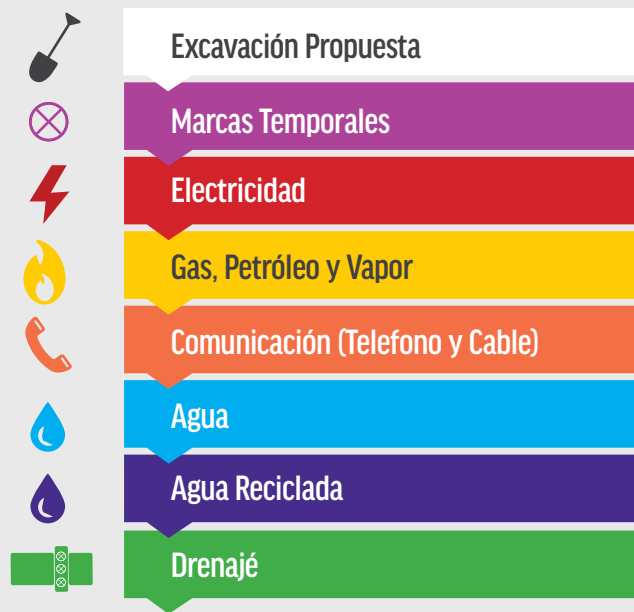 Excavación Propuesta
Marcas Temporales
Electricidad
Gas, Petróleo y Vapor
Comunicación (Telefono y Cable)
Agua
Agua Reciclada
Drenajé